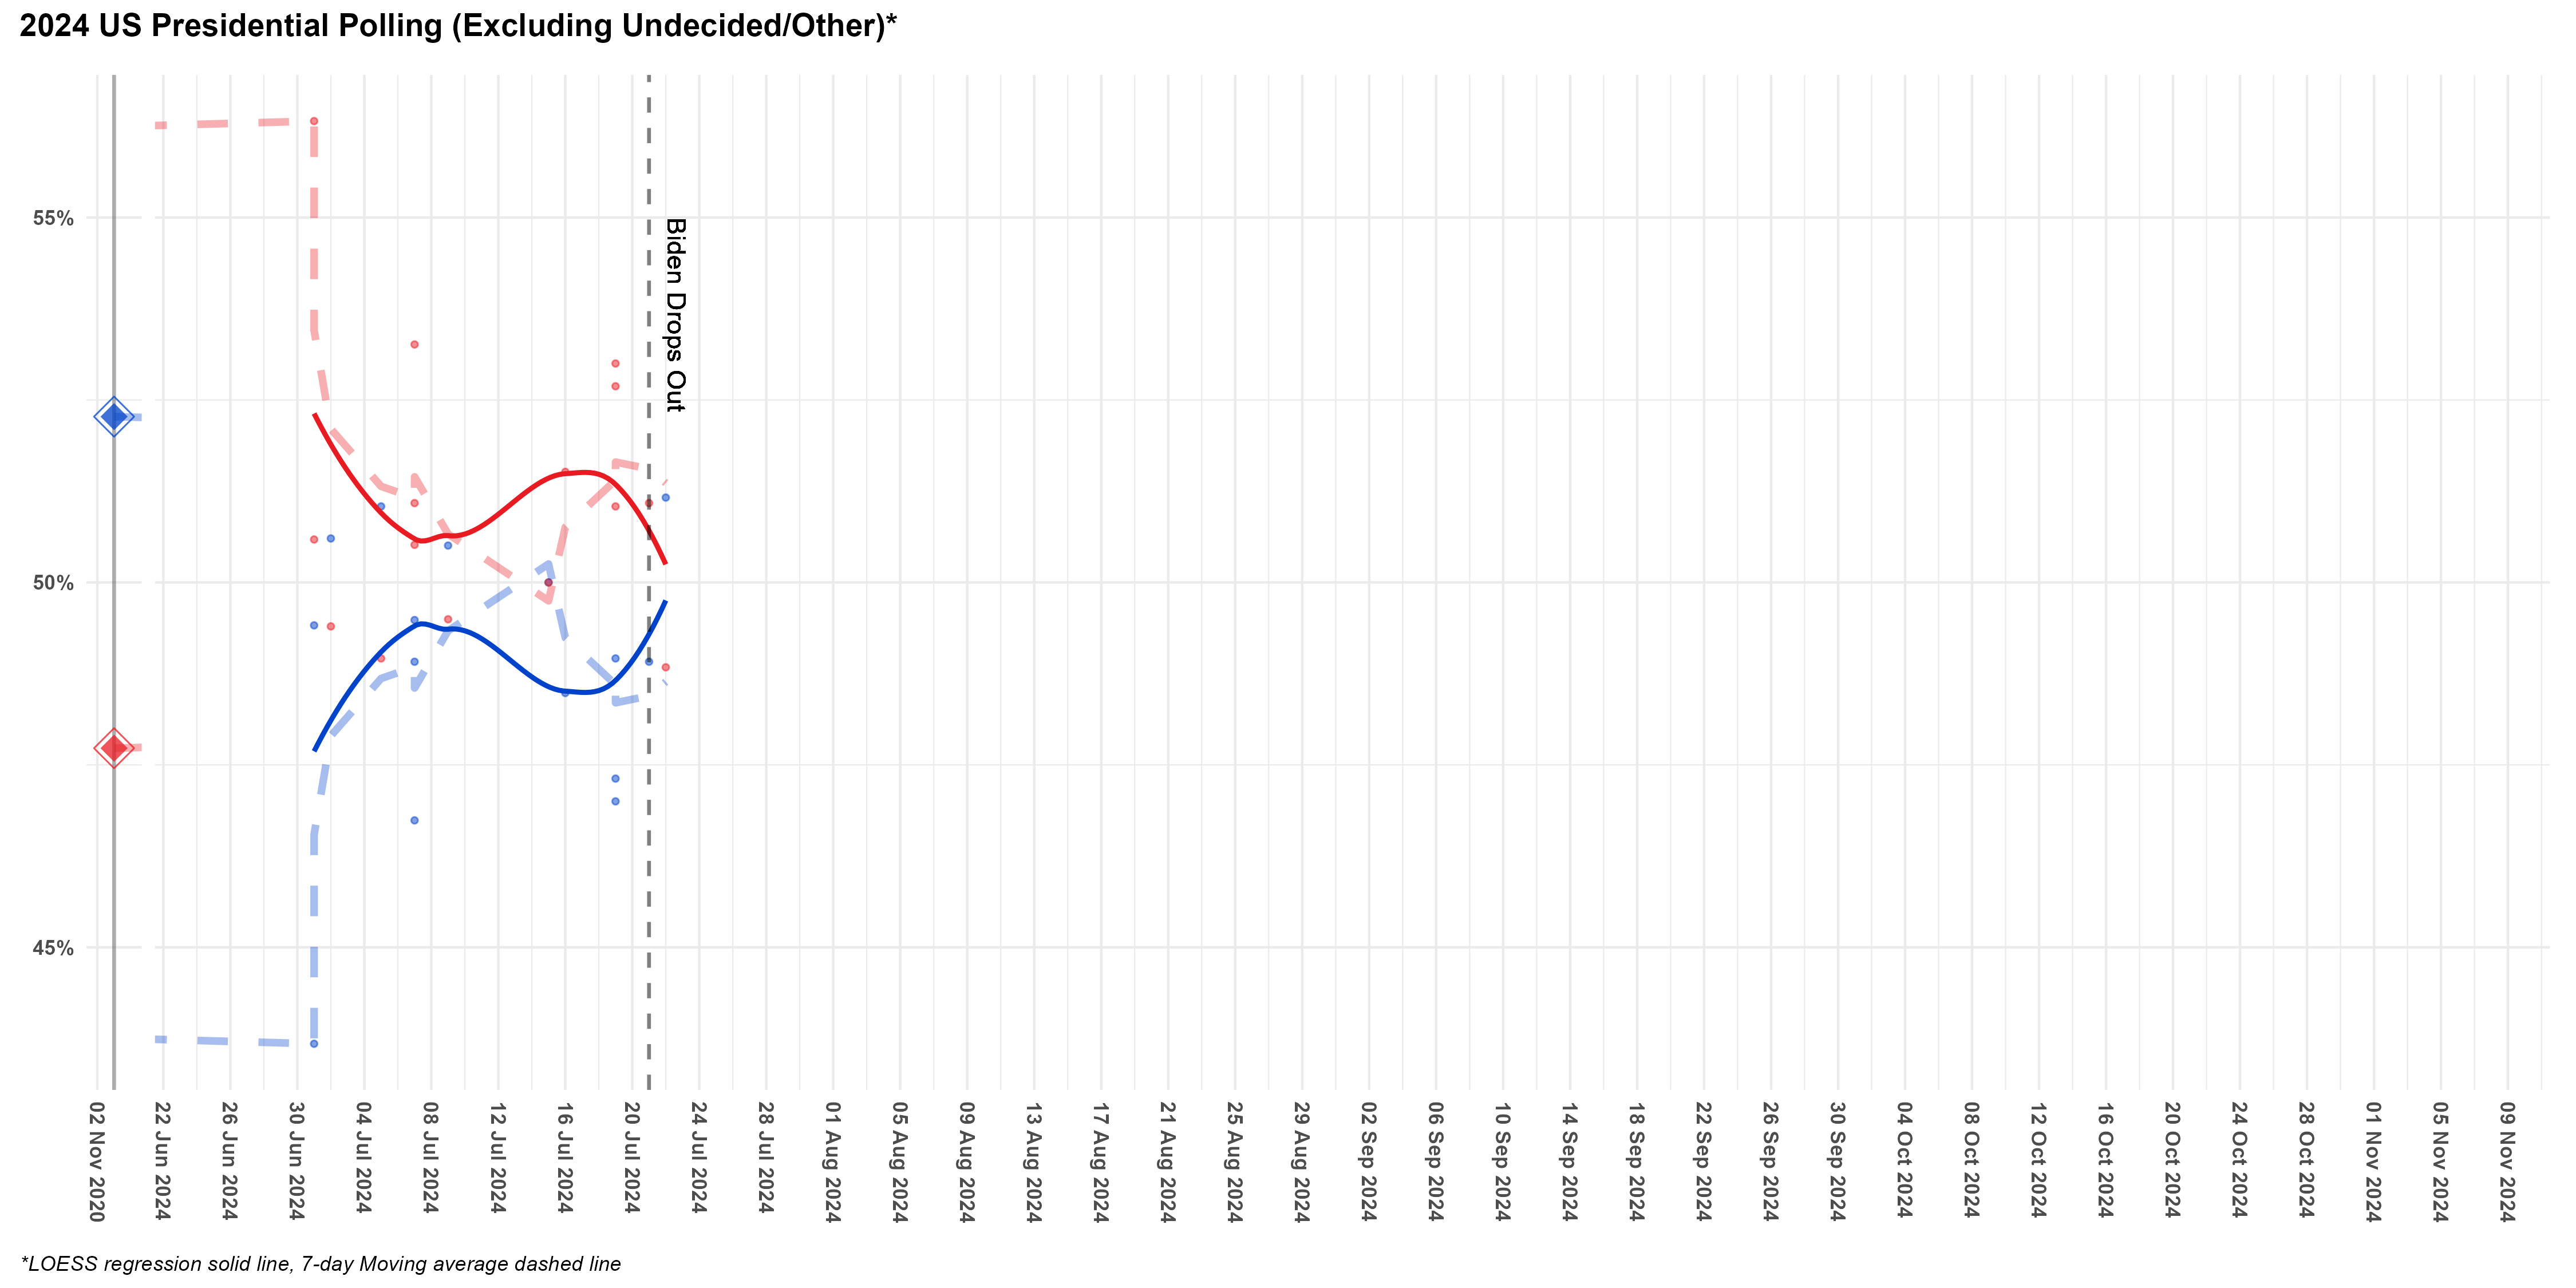 2024 US Presidential Polling (Excluding Undecided/Other)*
55%
50%
45%
Biden Drops Out
02 Nov 2020
22 Jun 2024
26 Jun 2024
30 Jun 2024
04 Jul 2024
08 Jul 2024
12 Jul 2024
16 Jul 2024
20 Jul 2024
24 Jul 2024
28 Jul 2024
01 Aug 2024
05 Aug 2024
09 Aug 2024
13 Aug 2024
17 Aug 2024
21 Aug 2024
25 Aug 2024
29 Aug 2024
02 Sep 2024
06 Sep 2024
10 Sep 2024
14 Sep 2024
18 Sep 2024
22 Sep 2024
26 Sep 2024
30 Sep 2024
04 Oct 2024
08 Oct 2024
12 Oct 2024
16 Oct 2024
20 Oct 2024
24 Oct 2024
28 Oct 2024
01 Nov 2024
05 Nov 2024
09 Nov 2024
*LOESS regression solid line, 7-day Moving average dashed line